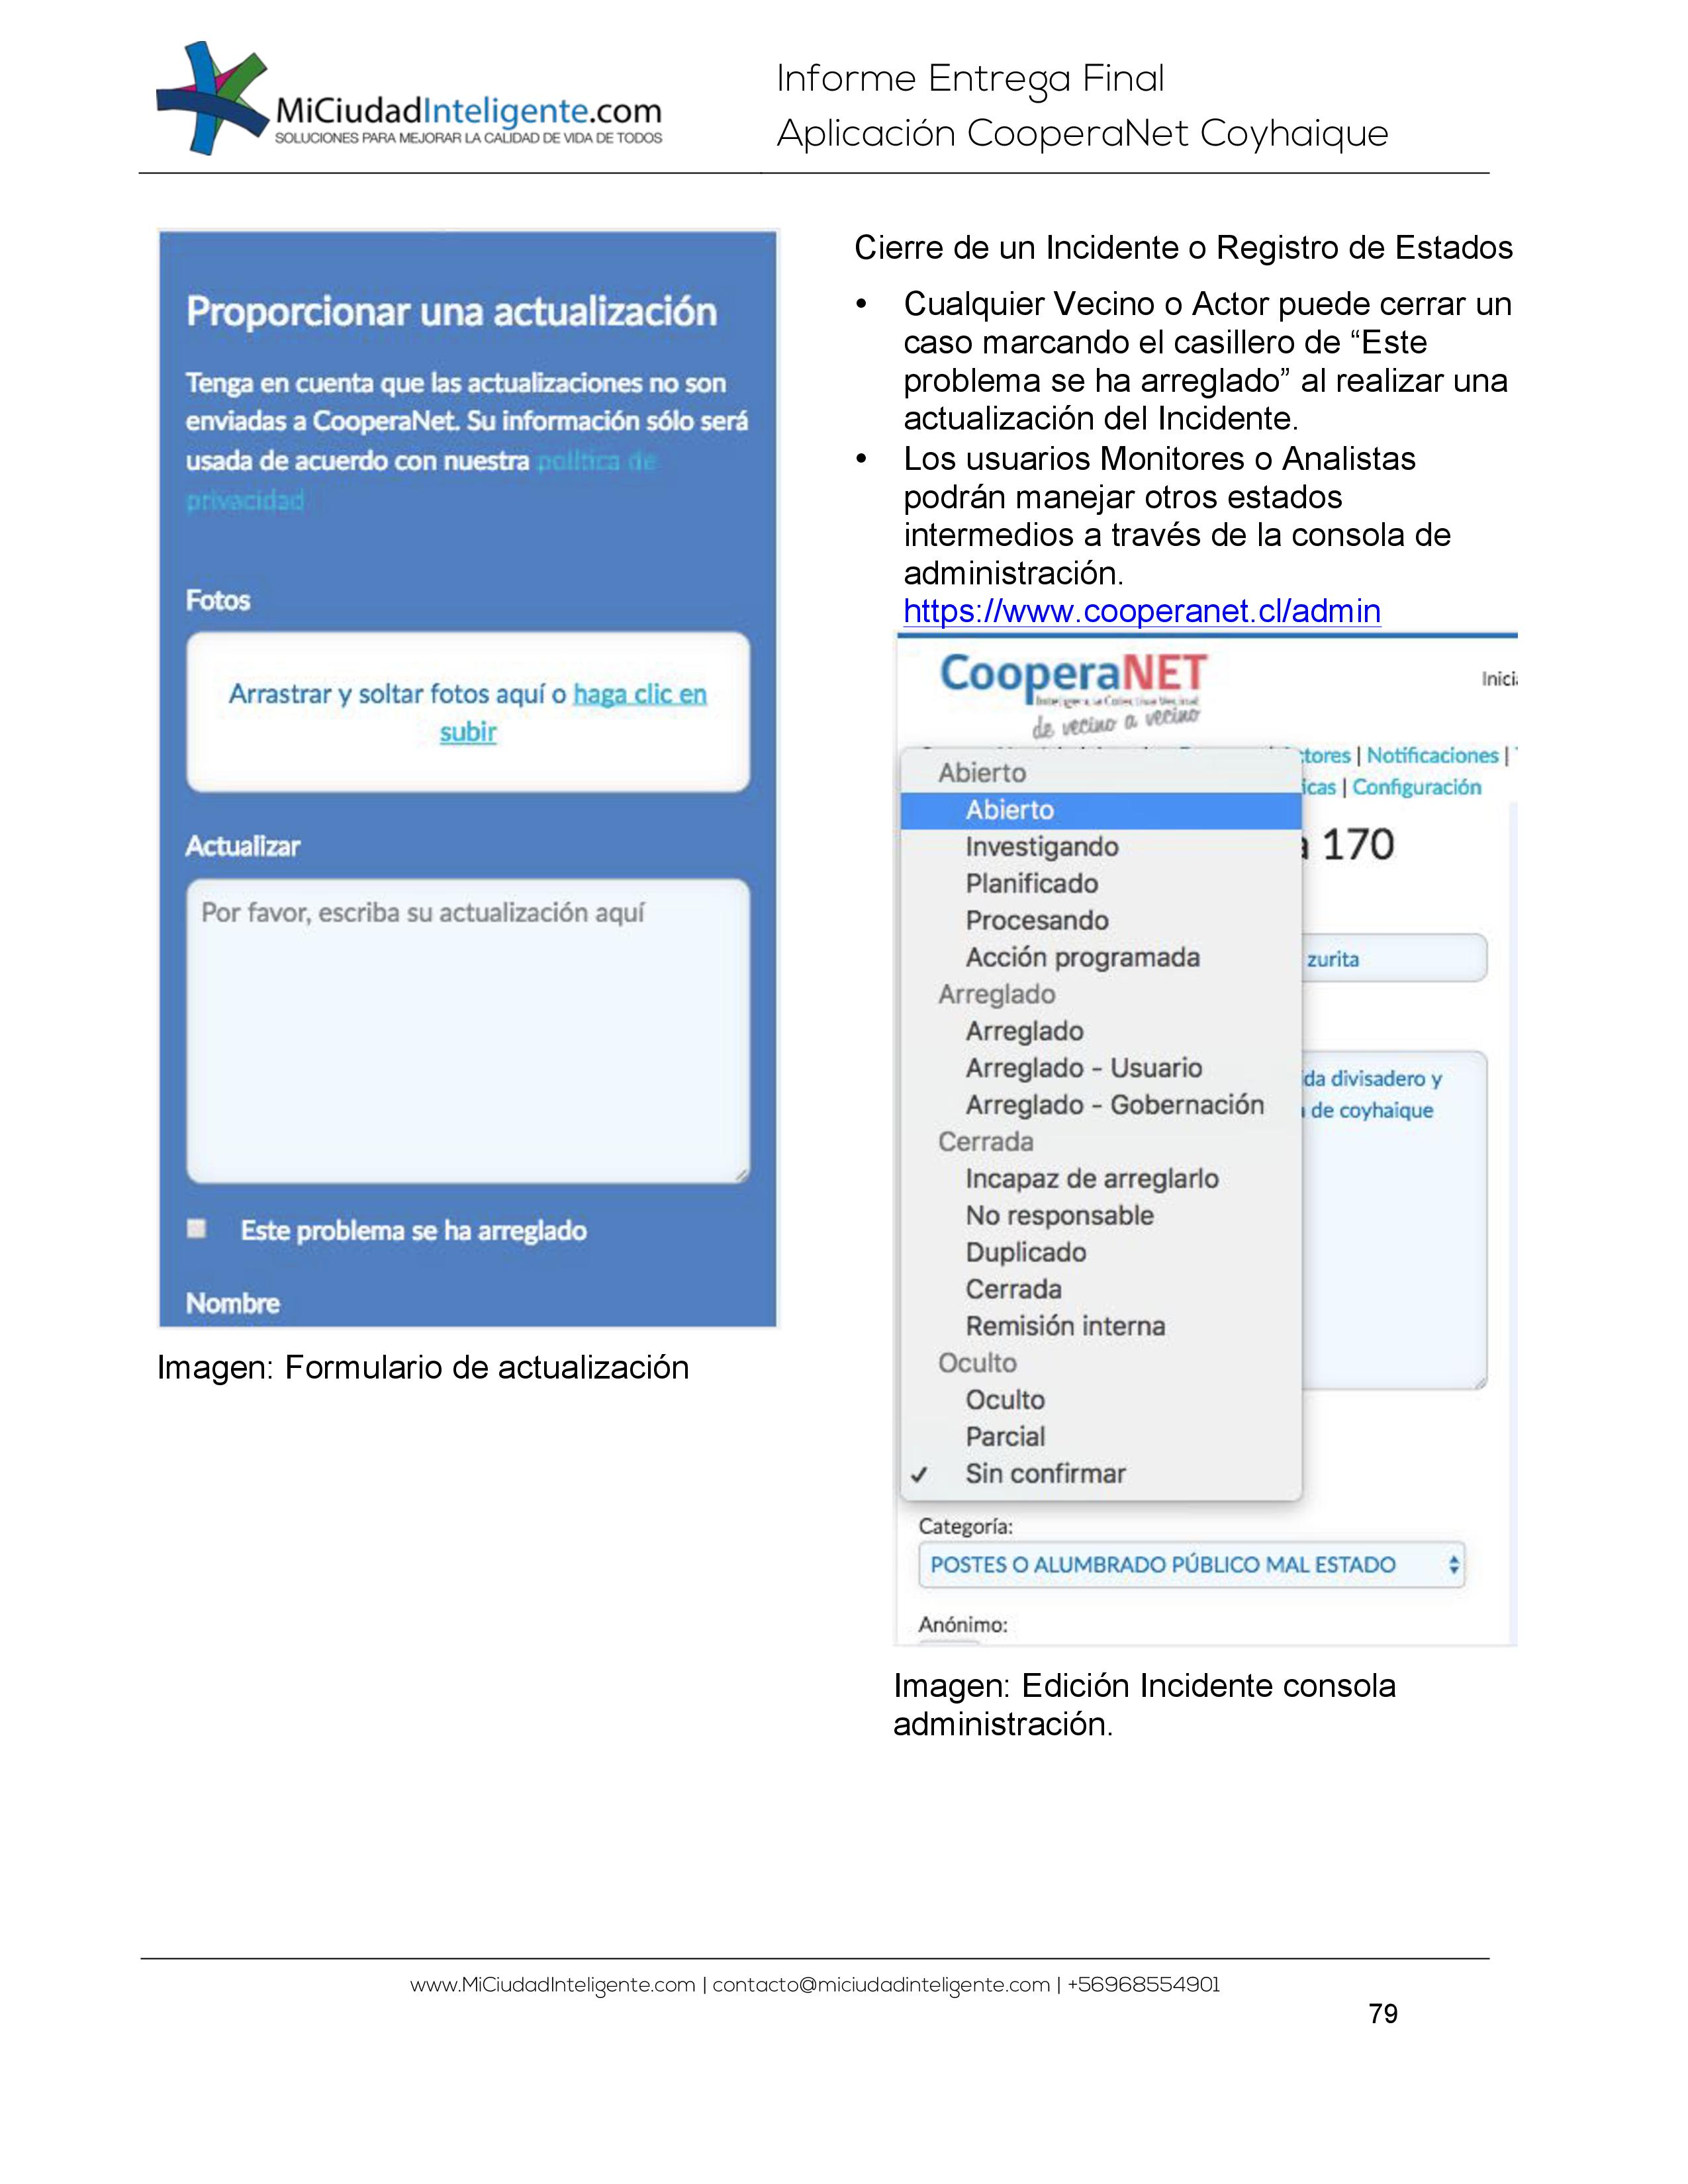 MiCiudadInteligente.com
SOLUCIONES PARA MEJORAR LA CALIDAD DE VIDA DE TODOS
Informe Entrega Final
Aplicación CooperaNet Coyhaique
Proporcionar una actualización
Tenga en cuenta que las actualizaciones no son
enviadas a CooperaNet. Su información sólo será
usada de acuerdo con nuestra política de
privacidad
Fotos
Arrastrar y soltar fotos aquí o haga clic en
subir
Actualizar
Por favor, escriba su actualización aquí
Este problema se ha arreglado
Nombre
Imagen: Formulario de actualización
Cierre de un Incidente o Registro de Estados
• Cualquier Vecino o Actor puede cerrar un
caso marcando el casillero de “Este
problema se ha arreglado” al realizar una
actualización del Incidente.
• Los usuarios Monitores o Analistas
podrán manejar otros estados
intermedios a través de la consola de
administración.
https://www.cooperanet.cl/admin
CooperaNET
Inteligencia Colectiva Vecinal
de vecino a vecino
Inici
tores | Notificaciones |
icas | Configuración
170
zurita
da divisadero y
de coyhaique
Abierto
Abierto
Investigando
Planificado
Procesando
Acción programada
Arreglado
Arreglado - Usuario
Arreglado - Gobernación
Arreglado
Cerrada
Incapaz de arreglarlo
No responsable
Duplicado
Cerrada
Remisión interna
Oculto
Oculto
Parcial
✓ Sin confirmar
Categoría:
POSTES O ALUMBRADO PÚBLICO MAL ESTADO
Anónimo:
Imagen: Edición Incidente consola
administración.
www.MiCiudadInteligente.com | contacto@miciudadinteligente.com | +56968554901
79